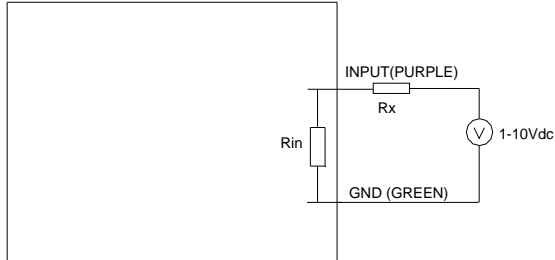 INPUT(PURPLE)
Rx
Rin
V
1-10Vdc
GND (GREEN)